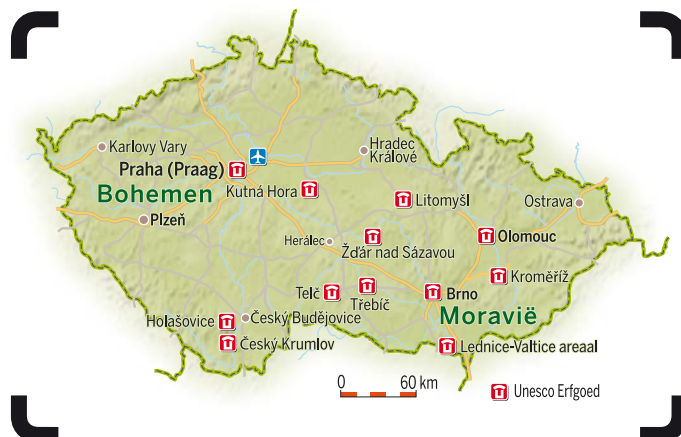 Karlovy Vary
Hradec
Králové
Praha (Praag)
Kutná Hora
Bohemen
Litomyšl
Ostrava
Plzeň
Herálec
Olomouc
Žďár nad Sázavou
Kroměříž
Telč
Třebíč
Brno
Moravië
Holašovice
Český Budějovice
Český Krumlov
Lednice-Valtice areaal
0 60 km
Unesco Erfgoed